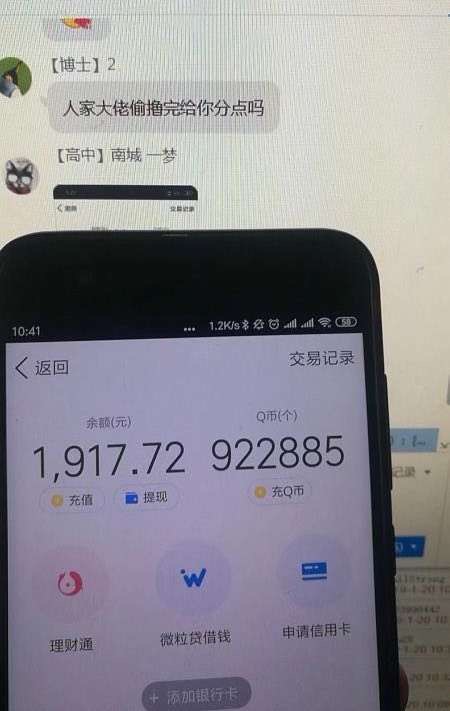 【博士】2
人家大佬偷撸完给你分点吗
【高中】南城 一梦
交易记录
10:41
1.2K/s
58
返回
交易记录
余额(元)
Q币(个)
1,917.72
922885
充值
提现
充Q币
理财通
微粒贷借钱
申请信用卡
+ 添加银行卡
记录